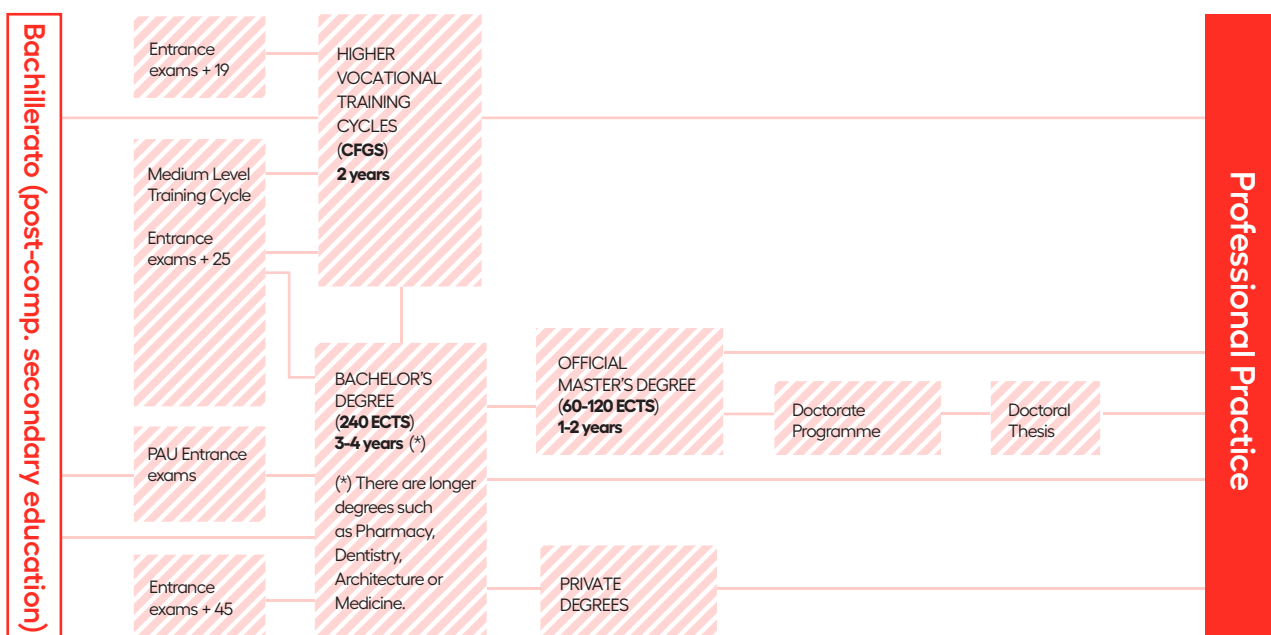 Bachillerato (post-comp. secondary education)
Entrance
exams + 19
Medium Level
Training Cycle
Entrance
exams + 25
PAU Entrance
exams
Entrance
exams + 45
HIGHER
VOCATIONAL
TRAINING
CYCLES
(CFGS)
2 years
BACHELOR'S
DEGREE
(240 ECTS)
3-4 years (*)
(*) There are longer
degrees such
as Pharmacy,
Dentistry,
Architecture or
Medicine.
OFFICIAL
MASTER'S DEGREE
(60-120 ECTS)
1-2 years
PRIVATE
DEGREES
Doctorate
Programme
Doctoral
Thesis
Professional Practice